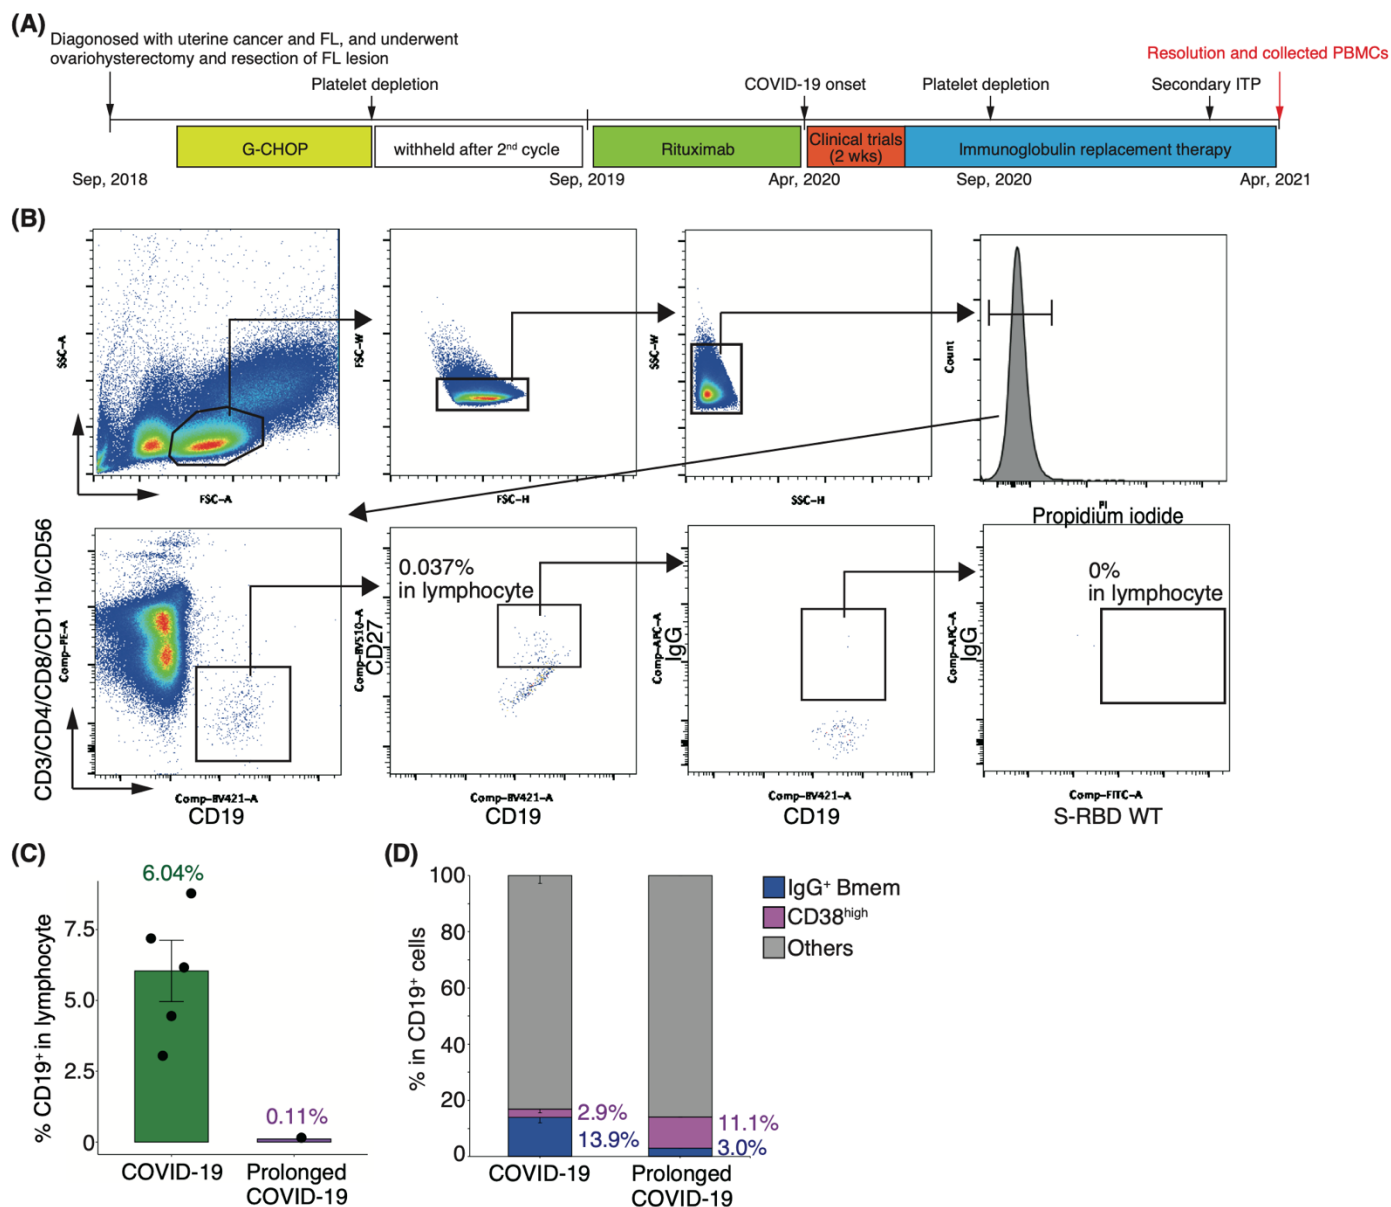 (A)
Diagonosed with uterine cancer and FL, and underwent
ovariohysterectomy and resection of FL lesion
Resolution and collected PBMCs
Platelet depletion
COVID-19 onset
Platelet depletion
Secondary ITP
G-CHOP
withheld after 2nd cycle
Rituximab
Clinical trials
(2 wks)
Immunoglobulin replacement therapy
Sep, 2018
Sep, 2019
Apr, 2020
Sep, 2020
Apr, 2021
(B)
SSC-A
FSC-A
FSC-W
FSC-H
SSC-W
SSC-H
Count
PI
Propidium iodide
CD3/CD4/CD8/CD11b/CD56
Comp-PE-A
Comp-BV421-A
CD19
0.037%
in lymphocyte
Comp-BV510-A
CD27
Comp-BV421-A
CD19
Comp-APC-A
IgG
Comp-BV421-A
CD19
0%
in lymphocyte
Comp-APC-A
IgG
Comp-FITC-A
S-RBD WT
(C)
% CD19+ in lymphocyte
7.5
5.0
2.5
0
6.04%
0.11%
COVID-19
Prolonged
COVID-19
(D)
% in CD19+ cells
100
80
60
40
20
0
2.9%
13.9%
11.1%
3.0%
COVID-19
Prolonged
COVID-19
IgG+ Bmem
CD38high
Others